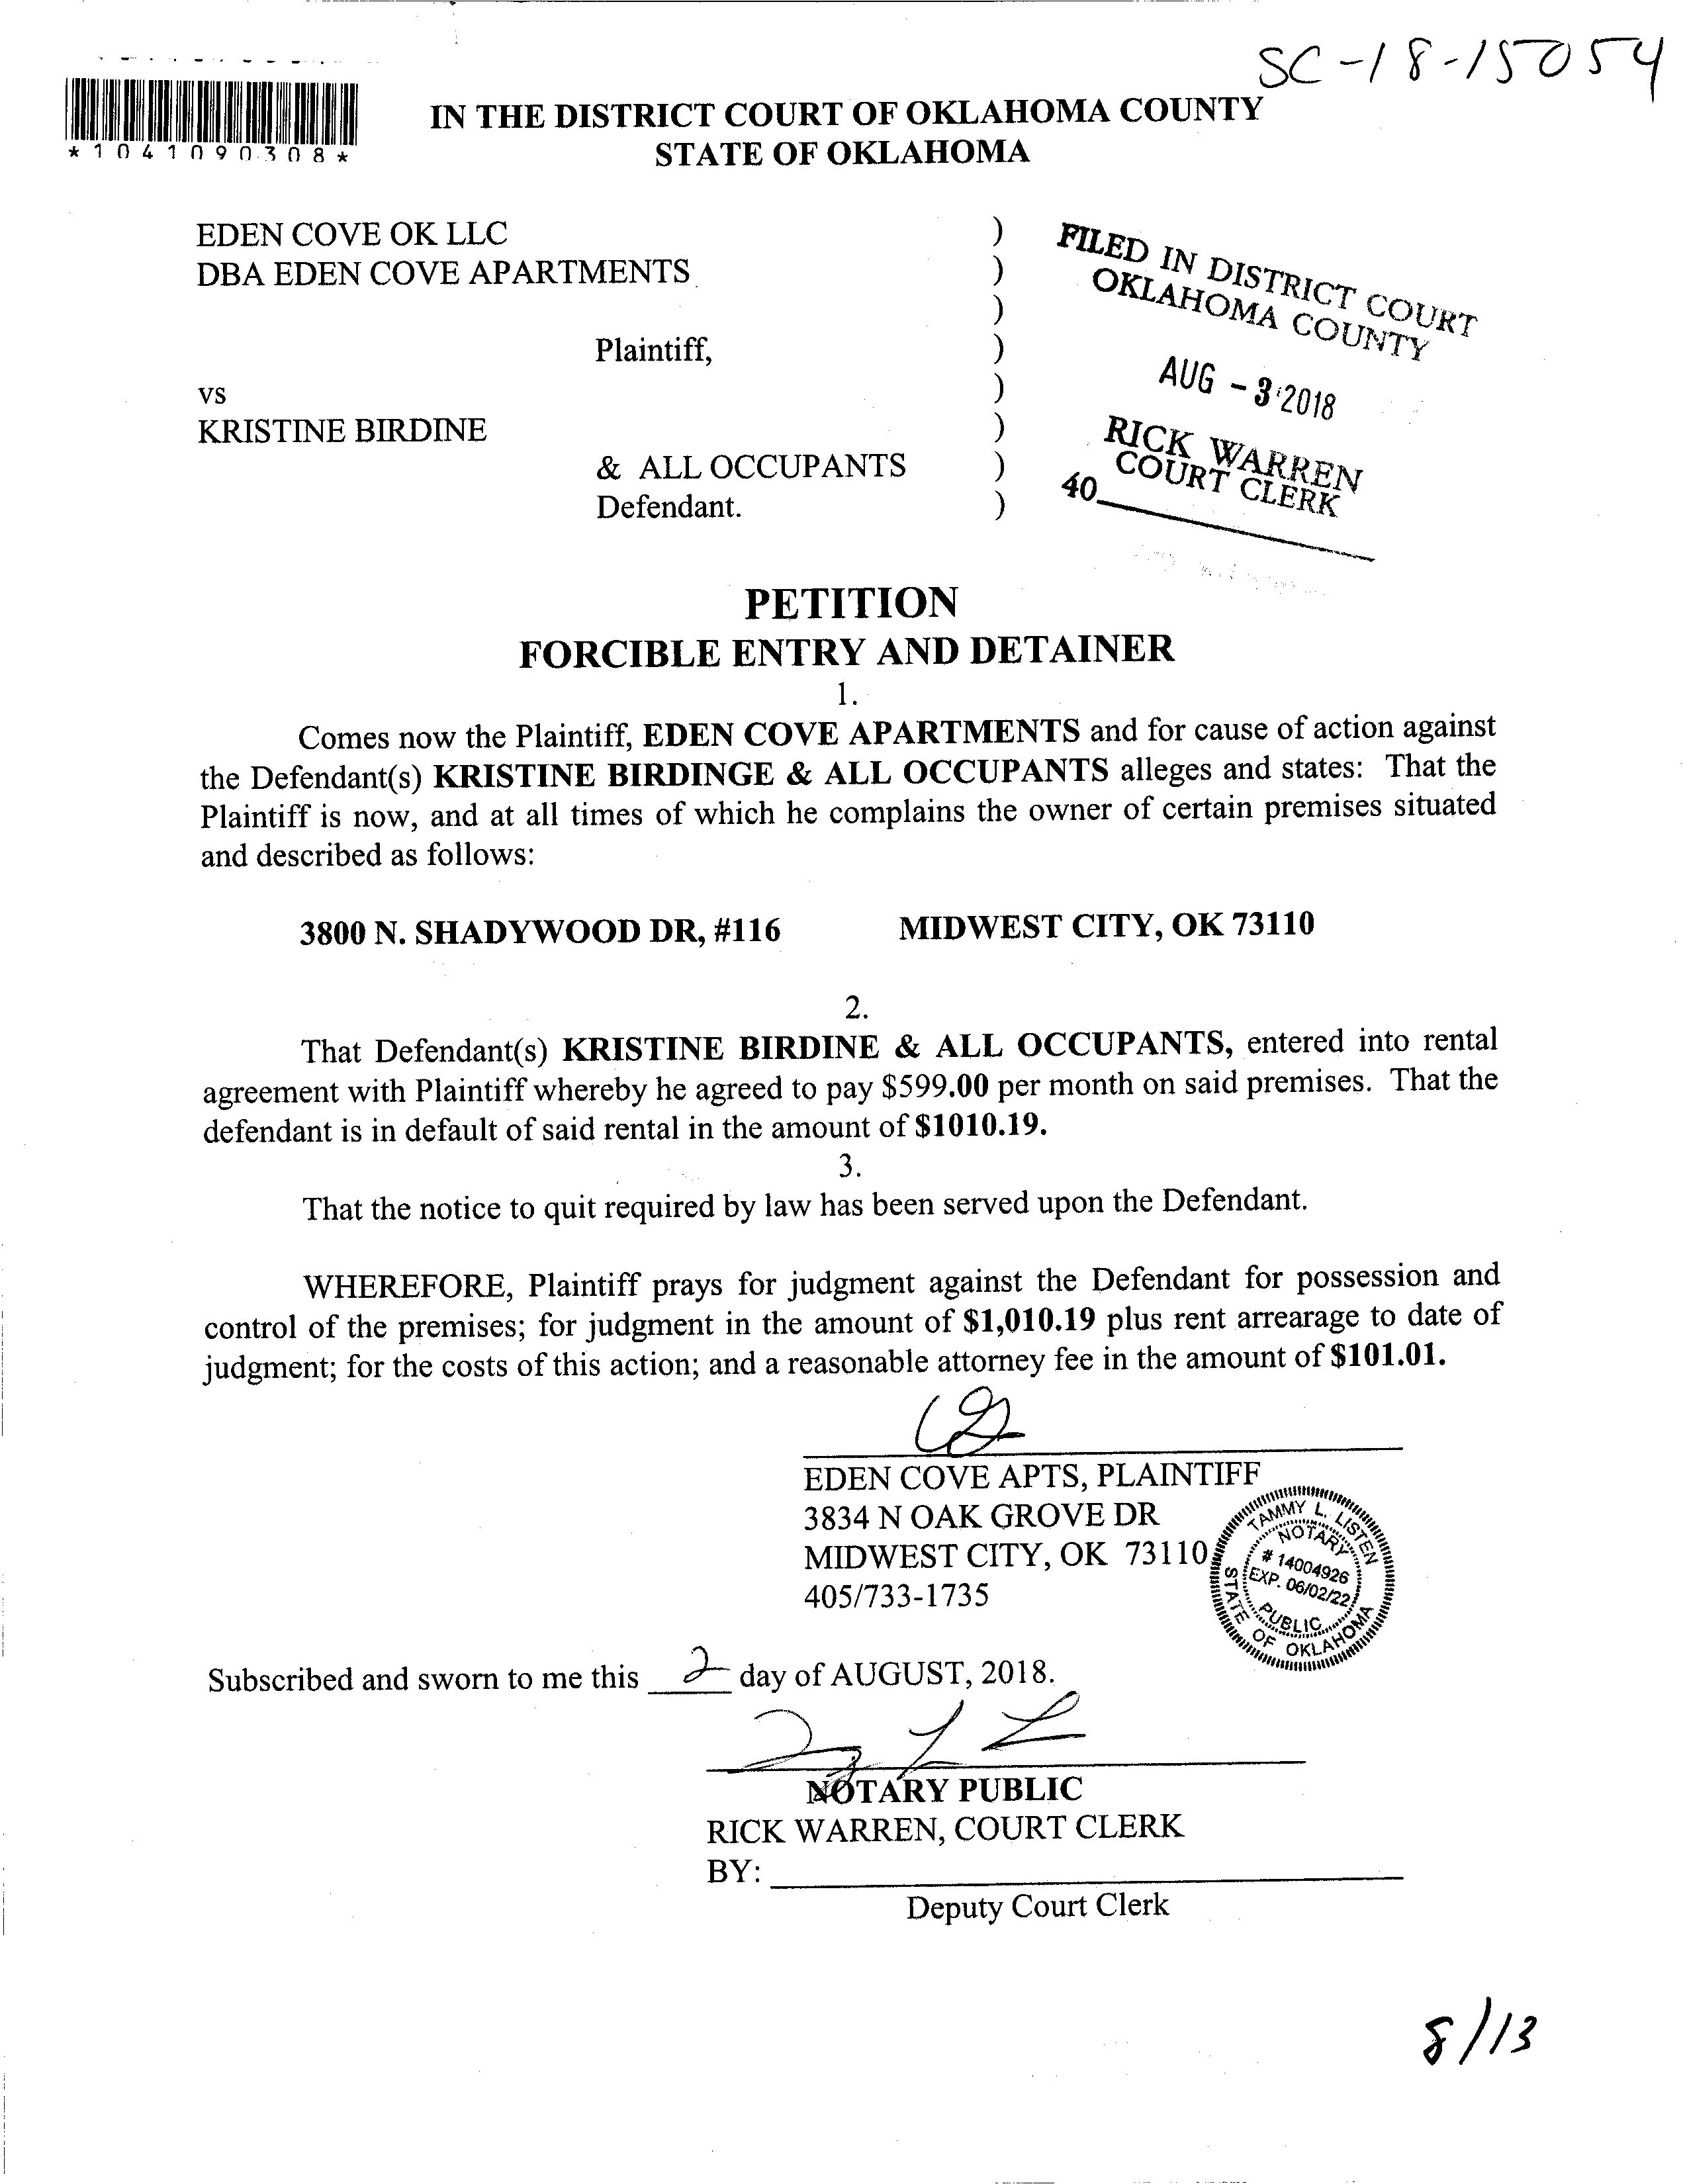 SC-18-15054
*1041090308*
IN THE DISTRICT COURT OF OKLAHOMA COUNTY
STATE OF OKLAHOMA
EDEN COVE OK LLC )
DBA EDEN COVE APARTMENTS )
)
Plaintiff, )
vs )
KRISTINE BIRDINE )
& ALL OCCUPANTS )
Defendant. )
FILED IN DISTRICT COURT
OKLAHOMA COUNTY
AUG - 3 2018
RICK WARREN
COURT CLERK
40
PETITION
FORCIBLE ENTRY AND DETAINER
1.
Comes now the Plaintiff, EDEN COVE APARTMENTS and for cause of action against
the Defendant(s) KRISTINE BIRDINGE & ALL OCCUPANTS alleges and states: That the
Plaintiff is now, and at all times of which he complains the owner of certain premises situated
and described as follows:
3800 N. SHADYWOOD DR, #116 MIDWEST CITY, OK 73110
2.
That Defendant(s) KRISTINE BIRDINE & ALL OCCUPANTS, entered into rental
agreement with Plaintiff whereby he agreed to pay $599.00 per month on said premises. That the
defendant is in default of said rental in the amount of $1010.19.
3.
That the notice to quit required by law has been served upon the Defendant.
WHEREFORE, Plaintiff prays for judgment against the Defendant for possession and
control of the premises; for judgment in the amount of $1,010.19 plus rent arrearage to date of
judgment; for the costs of this action; and a reasonable attorney fee in the amount of $101.01.
EDEN COVE APTS, PLAINTIFF
3834 N OAK GROVE DR
MIDWEST CITY, OK 73110
405/733-1735
TAMMY L. LISTEN
NOTARY
# 14004926
EXP. 06/02/22
PUBLIC
STATE OF OKLAHOMA
Subscribed and sworn to me this 2 day of AUGUST, 2018.
NOTARY PUBLIC
RICK WARREN, COURT CLERK
BY:
Deputy Court Clerk
8/13